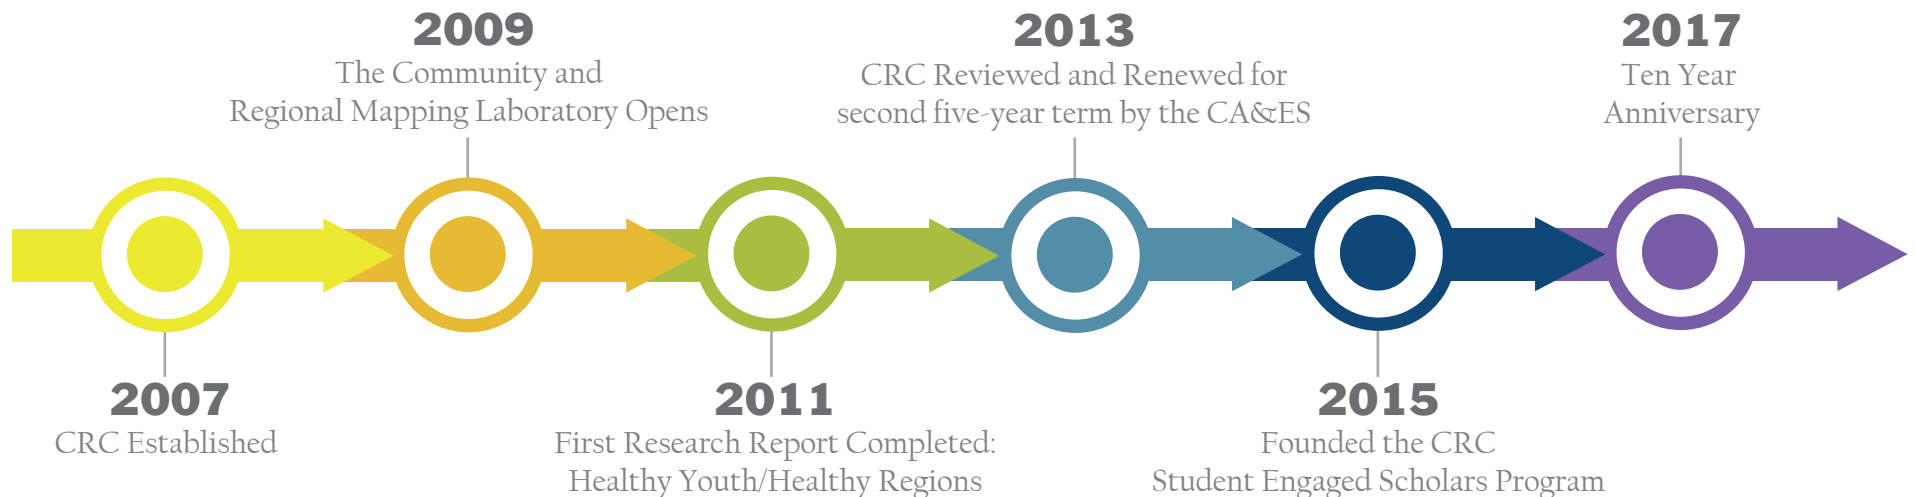 2007
CRC Established
2009
The Community and
Regional Mapping Laboratory Opens
2011
First Research Report Completed:
Healthy Youth/Healthy Regions
2013
CRC Reviewed and Renewed for
second five-year term by the CA&ES
2015
Founded the CRC
Student Engaged Scholars Program
2017
Ten Year
Anniversary